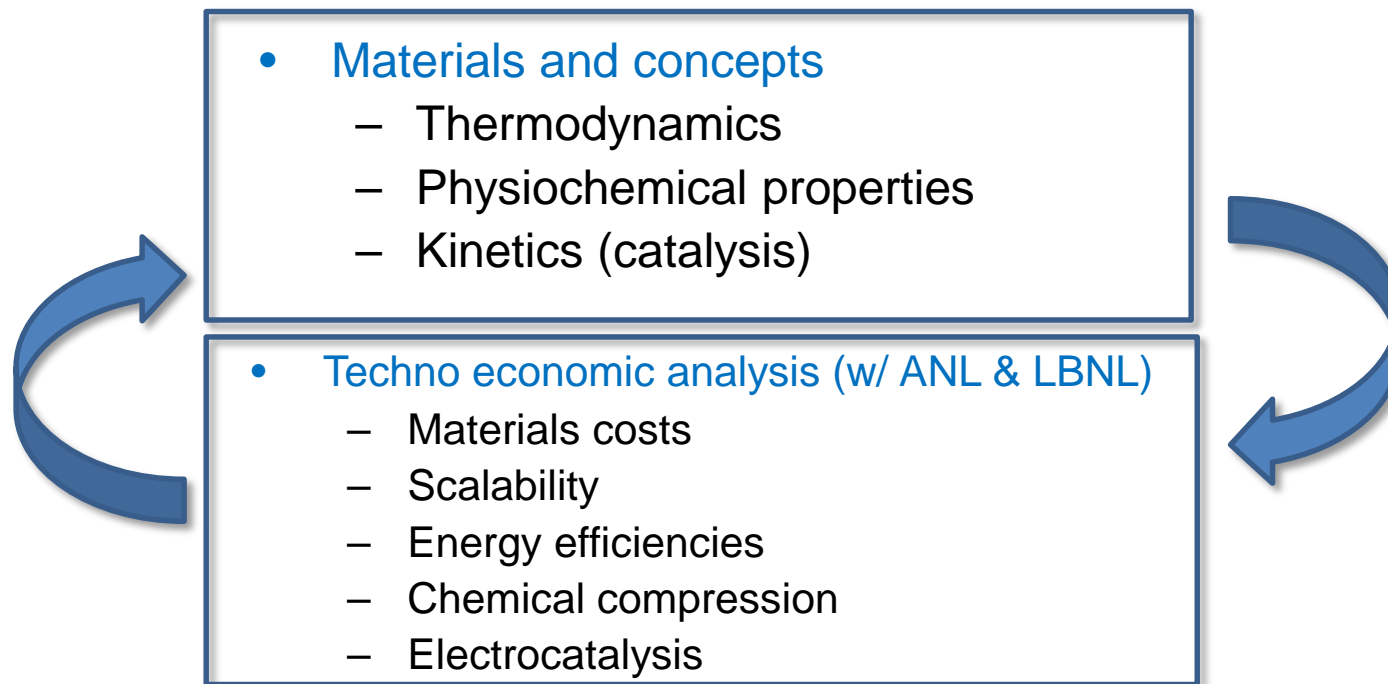 • Materials and concepts
– Thermodynamics
– Physiochemical properties
– Kinetics (catalysis)
• Techno economic analysis (w/ ANL & LBNL)
– Materials costs
– Scalability
– Energy efficiencies
– Chemical compression
– Electrocatalysis